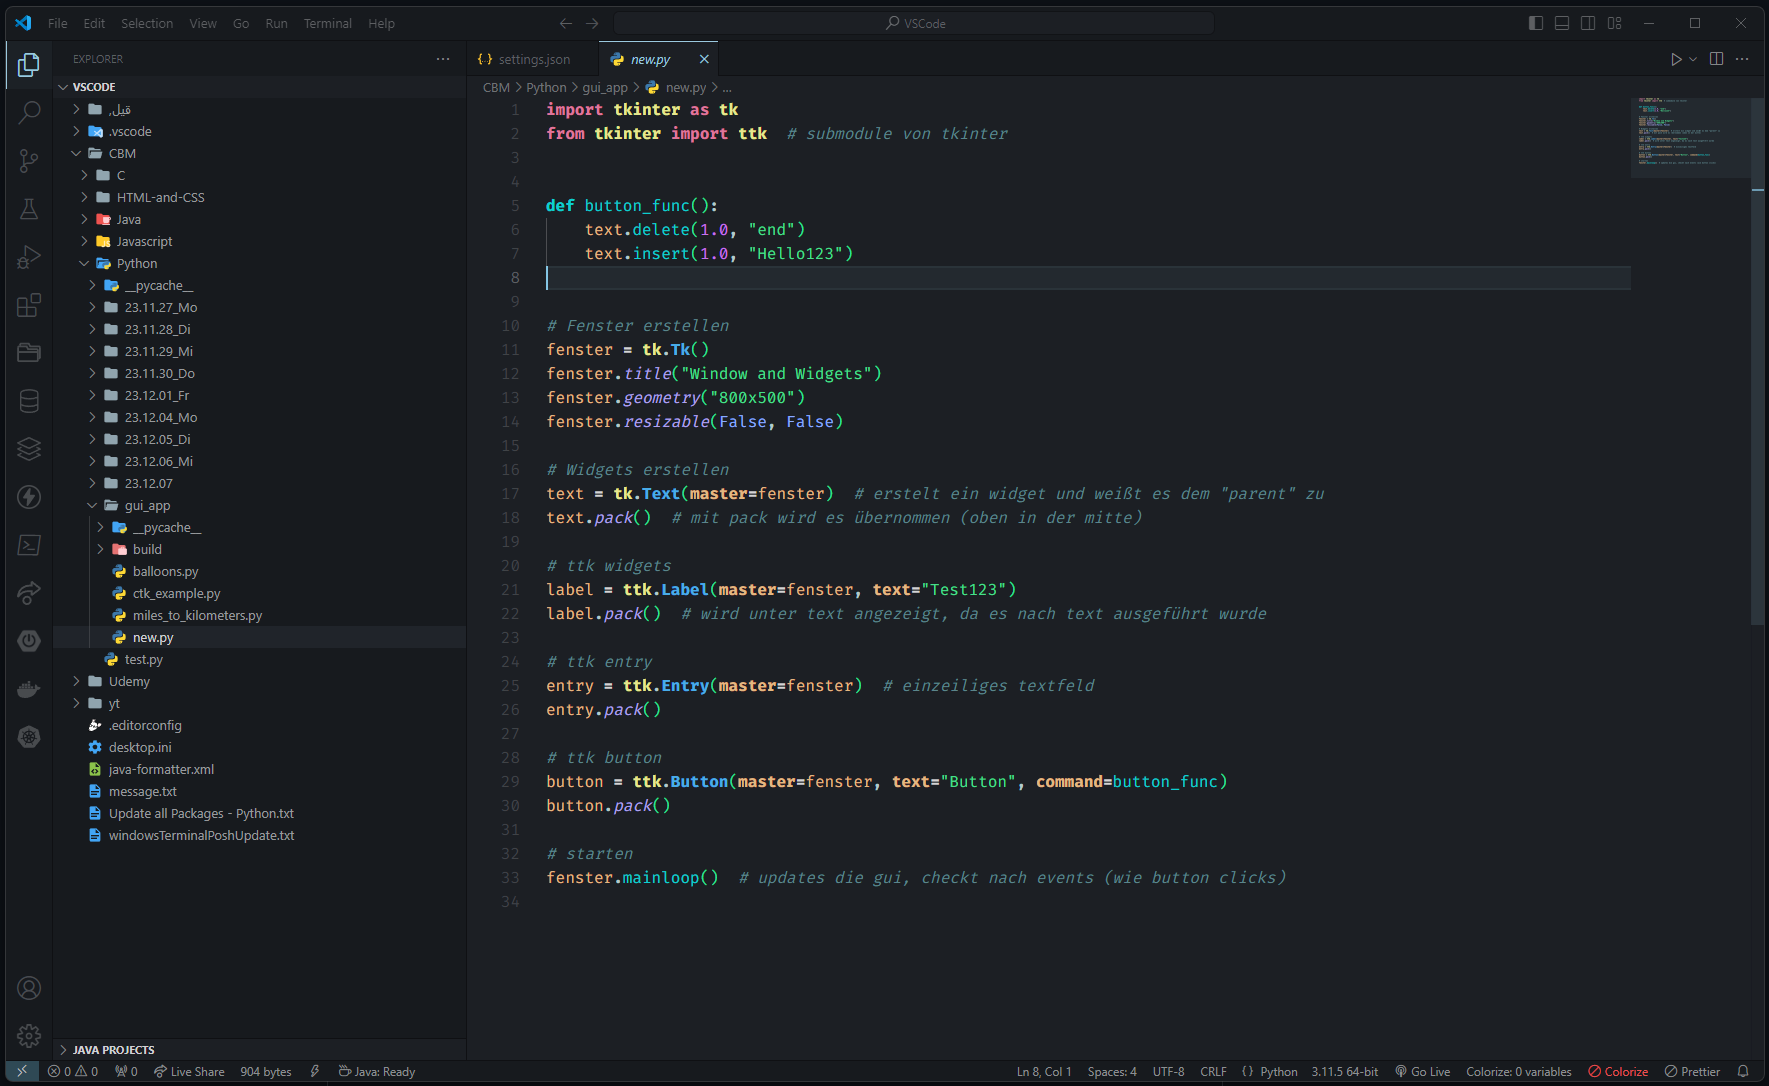 File Edit Selection View Go Run Terminal Help
VSCode
EXPLORER
settings.json
new.py
VSCODE
CBM > Python > gui_app > new.py > ...
قيل,
.vscode
CBM
C
HTML-and-CSS
Java
Javascript
Python
__pycache__
23.11.27_Mo
23.11.28_Di
23.11.29_Mi
23.11.30_Do
23.12.01_Fr
23.12.04_Mo
23.12.05_Di
23.12.06_Mi
23.12.07
gui_app
__pycache__
build
balloons.py
ctk_example.py
miles_to_kilometers.py
new.py
test.py
Udemy
yt
.editorconfig
desktop.ini
java-formatter.xml
message.txt
Update all Packages - Python.txt
windowsTerminalPoshUpdate.txt
JAVA PROJECTS
1 import tkinter as tk
2 from tkinter import ttk  # submodule von tkinter
3
4
5 def button_func():
6     text.delete(1.0, "end")
7     text.insert(1.0, "Hello123")
8
9
10 # Fenster erstellen
11 fenster = tk.Tk()
12 fenster.title("Window and Widgets")
13 fenster.geometry("800x500")
14 fenster.resizable(False, False)
15
16 # Widgets erstellen
17 text = tk.Text(master=fenster)  # erstelt ein widget und weißt es dem "parent" zu
18 text.pack()  # mit pack wird es übernommen (oben in der mitte)
19
20 # ttk widgets
21 label = ttk.Label(master=fenster, text="Test123")
22 label.pack()  # wird unter text angezeigt, da es nach text ausgeführt wurde
23
24 # ttk entry
25 entry = ttk.Entry(master=fenster)  # einzeiliges textfeld
26 entry.pack()
27
28 # ttk button
29 button = ttk.Button(master=fenster, text="Button", command=button_func)
30 button.pack()
31
32 # starten
33 fenster.mainloop()  # updates die gui, checkt nach events (wie button clicks)
34
0 0 0 Live Share 904 bytes Java: Ready Ln 8, Col 1 Spaces: 4 UTF-8 CRLF { } Python 3.11.5 64-bit Go Live Colorize: 0 variables Colorize Prettier